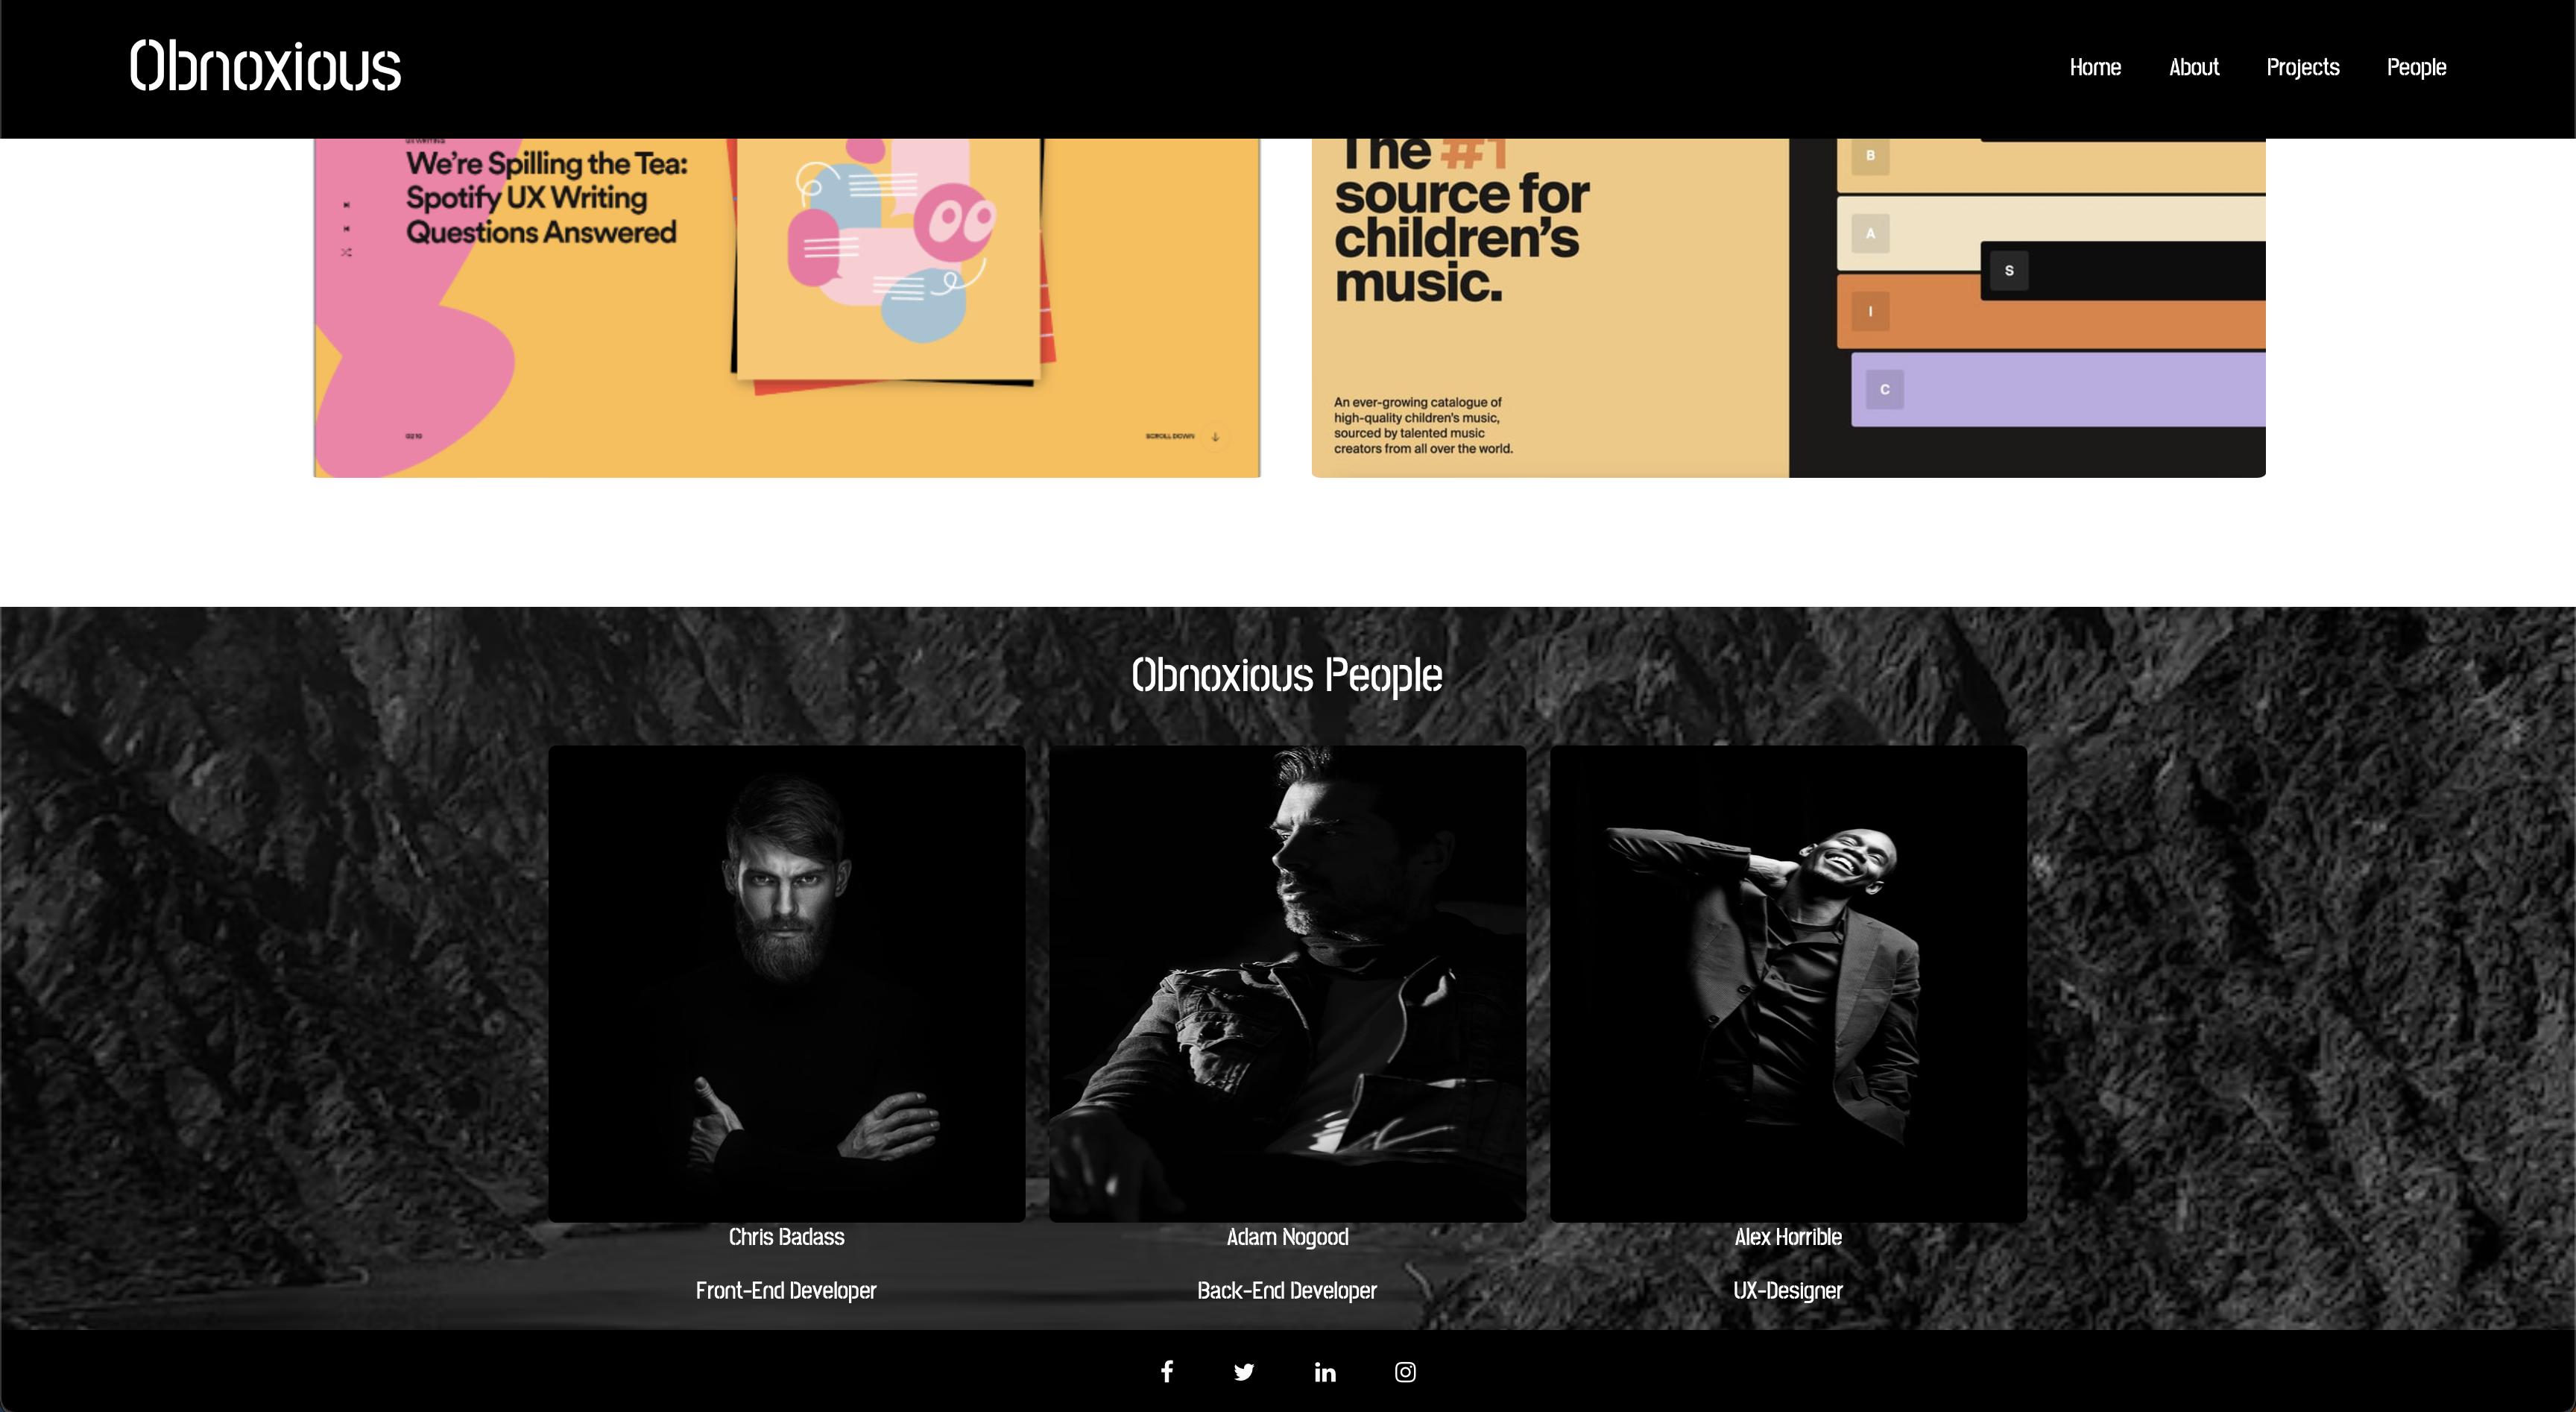 Obnoxious
Home About Projects People
UX WRITING
We're Spilling the Tea:
Spotify UX Writing
Questions Answered
0210
SCROLL DOWN
The #1
source for
children's
music.
An ever-growing catalogue of
high-quality children's music,
sourced by talented music
creators from all over the world.
B
A
S
I
C
Obnoxious People
Chris Badass
Front-End Developer
Adam Nogood
Back-End Developer
Alex Horrible
UX-Designer